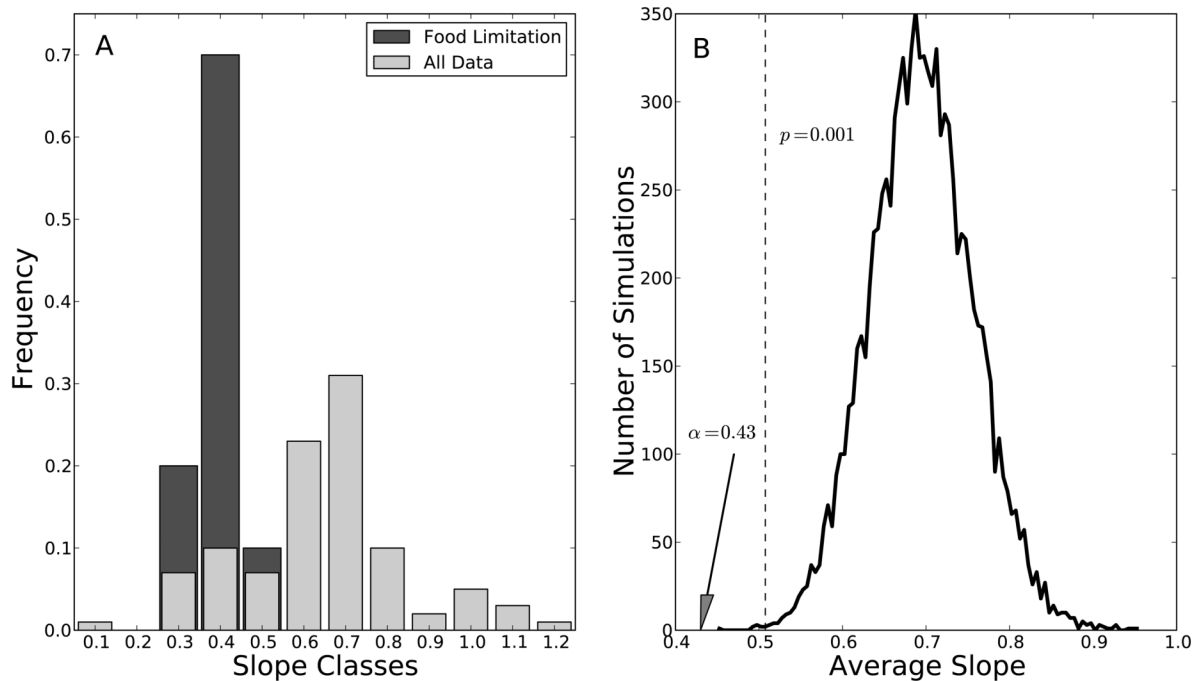 A
Food Limitation
All Data
0.7
0.6
0.5
0.4
0.3
0.2
0.1
0.0
Frequency
0.1 0.2 0.3 0.4 0.5 0.6 0.7 0.8 0.9 1.0 1.1 1.2
Slope Classes
B
350
300
250
200
150
100
50
0
Number of Simulations
p=0.001
α=0.43
0.4 0.5 0.6 0.7 0.8 0.9 1.0
Average Slope